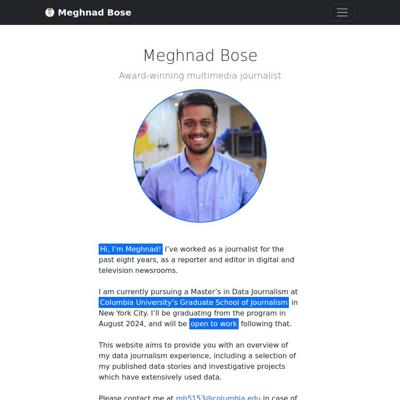 Meghnad Bose
Meghnad Bose
Award-winning multimedia journalist
Hi, I'm Meghnad! I've worked as a journalist for the
past eight years, as a reporter and editor in digital and
television newsrooms.
I am currently pursuing a Master's in Data Journalism at
Columbia University's Graduate School of Journalism in
New York City. I'll be graduating from the program in
August 2024, and will be open to work following that.
This website aims to provide you with an overview of
my data journalism experience, including a selection of
my published data stories and investigative projects
which have extensively used data.
Please contact me at mb5153@columbia.edu in case of